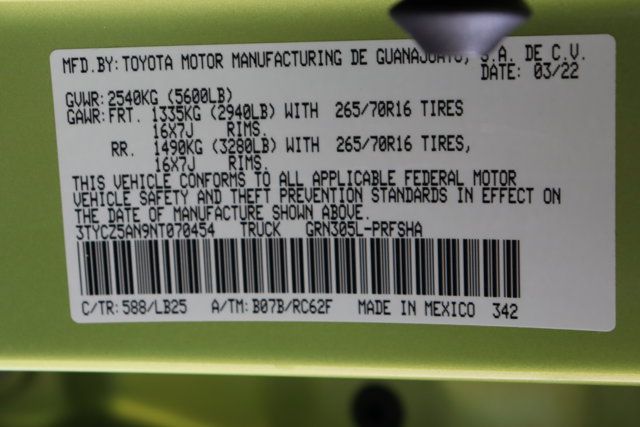 MFD.BY: TOYOTA MOTOR MANUFACTURING DE GUANAJUATO, S.A. DE C.V.
DATE: 03/22
GVWR: 2540KG (5600LB)
GAWR: FRT. 1335KG (2940LB) WITH 265/70R16 TIRES
16X7J RIMS.
RR. 1490KG (3280LB) WITH 265/70R16 TIRES,
16X7J RIMS.
THIS VEHICLE CONFORMS TO ALL APPLICABLE FEDERAL MOTOR
VEHICLE SAFETY AND THEFT PREVENTION STANDARDS IN EFFECT ON
THE DATE OF MANUFACTURE SHOWN ABOVE.
3TYCZ5AN9NT070454 TRUCK GRN305L-PRFSHA
C/TR: 588/LB25 A/TM: B07B/RC62F MADE IN MEXICO 342